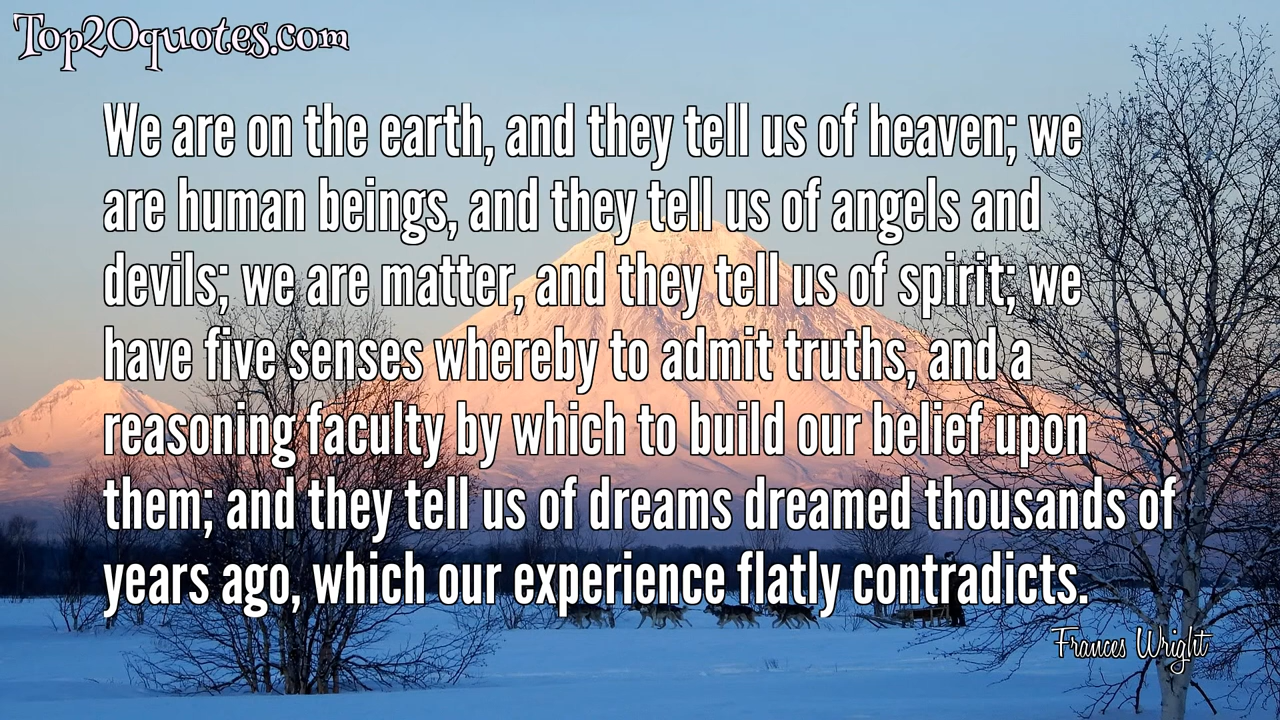 Top20quotes.com
We are on the earth, and they tell us of heaven; we
are human beings, and they tell us of angels and
devils; we are matter, and they tell us of spirit; we
have five senses whereby to admit truths, and a
reasoning faculty by which to build our belief upon
them; and they tell us of dreams dreamed thousands of
years ago, which our experience flatly contradicts.
Frances Wright